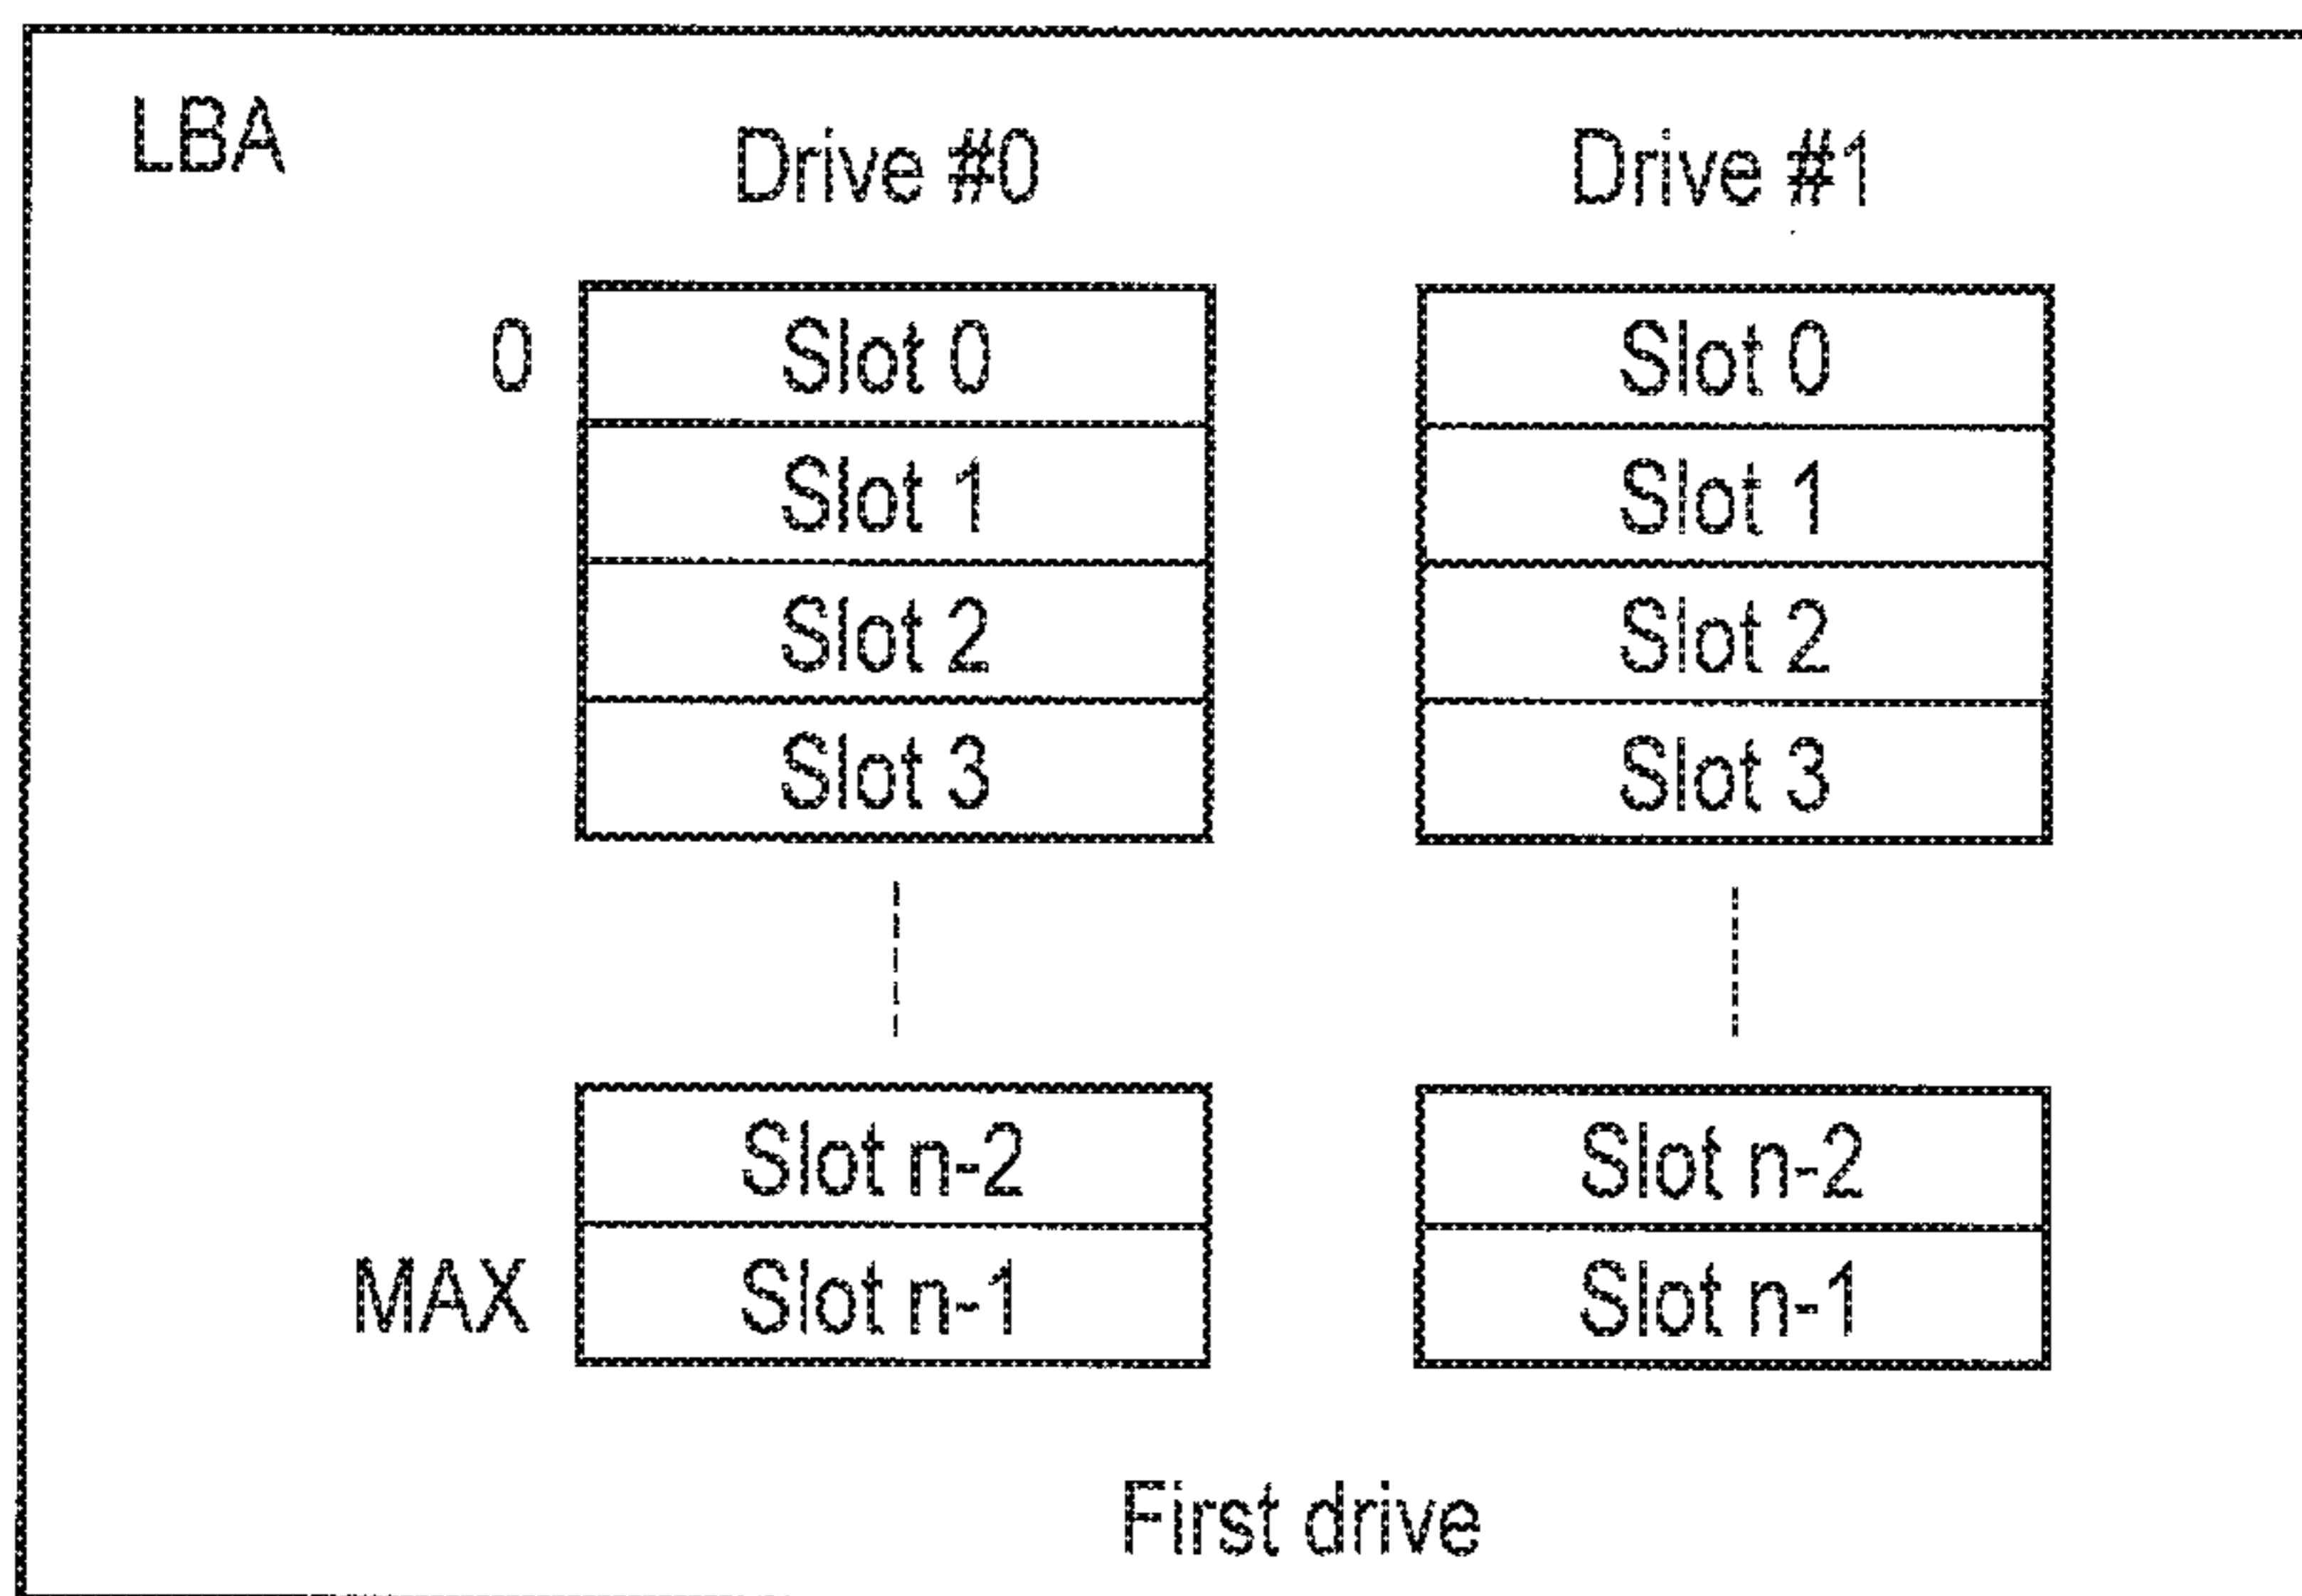 LBA
Drive #0 Drive #1
0 Slot 0 Slot 0
Slot 1 Slot 1
Slot 2 Slot 2
Slot 3 Slot 3
Slot n-2 Slot n-2
MAX Slot n-1 Slot n-1
First drive